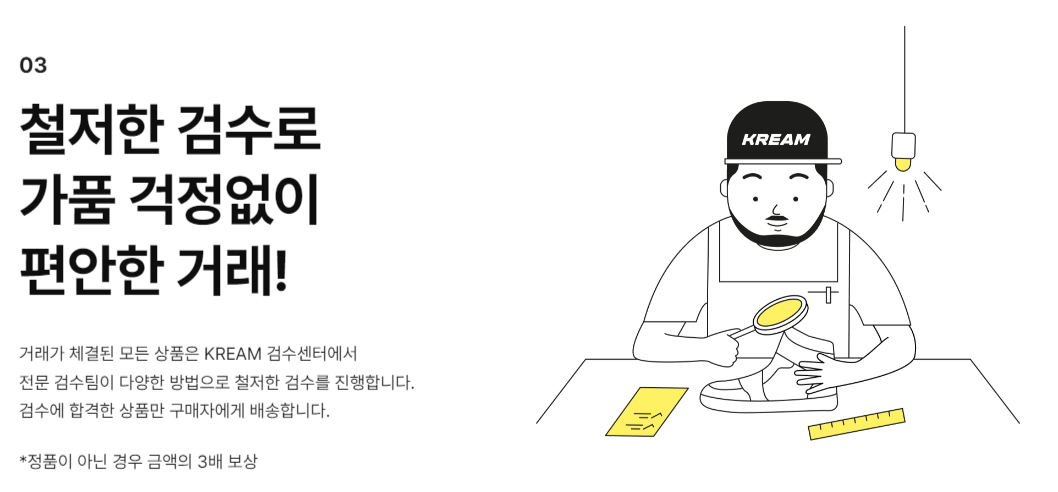 03
철저한 검수로
가품 걱정없이
편안한 거래!
거래가 체결된 모든 상품은 KREAM 검수센터에서
전문 검수팀이 다양한 방법으로 철저한 검수를 진행합니다.
검수에 합격한 상품만 구매자에게 배송합니다.
*정품이 아닌 경우 금액의 3배 보상
KREAM